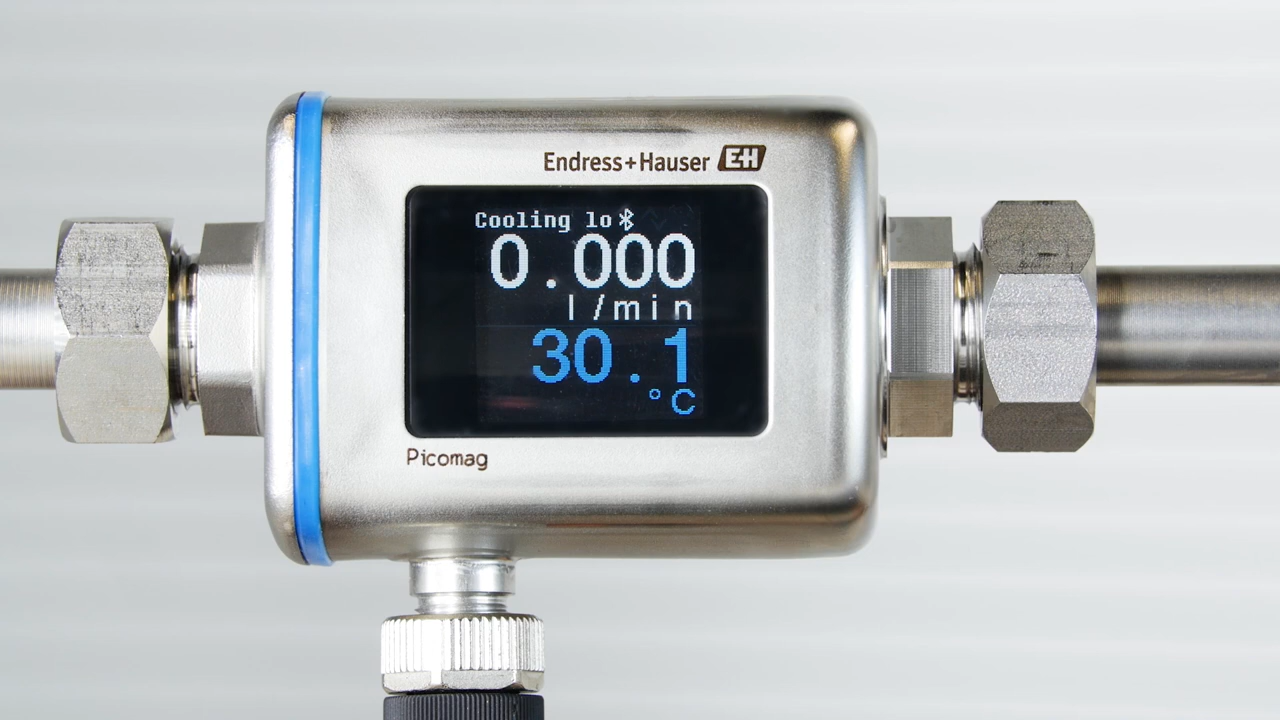 Endress+Hauser EH
Cooling lo
0.000
l/min
30.1
°C
Picomag